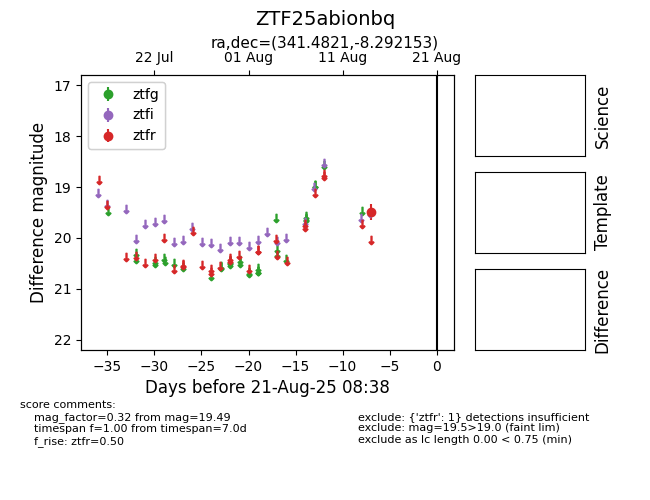 ZTF25abionbq
ra,dec=(341.4821,-8.292153)
22 Jul 01 Aug 11 Aug 21 Aug
ztfg
ztfi
ztfr
17
18
19
20
21
22
Difference magnitude
−35 −30 −25 −20 −15 −10 −5 0
Days before 21-Aug-25 08:38
Science
Template
Difference
score comments:
mag_factor=0.32 from mag=19.49
timespan f=1.00 from timespan=7.0d
f_rise: ztfr=0.50
exclude: {'ztfr': 1} detections insufficient
exclude: mag=19.5>19.0 (faint lim)
exclude as lc length 0.00 < 0.75 (min)